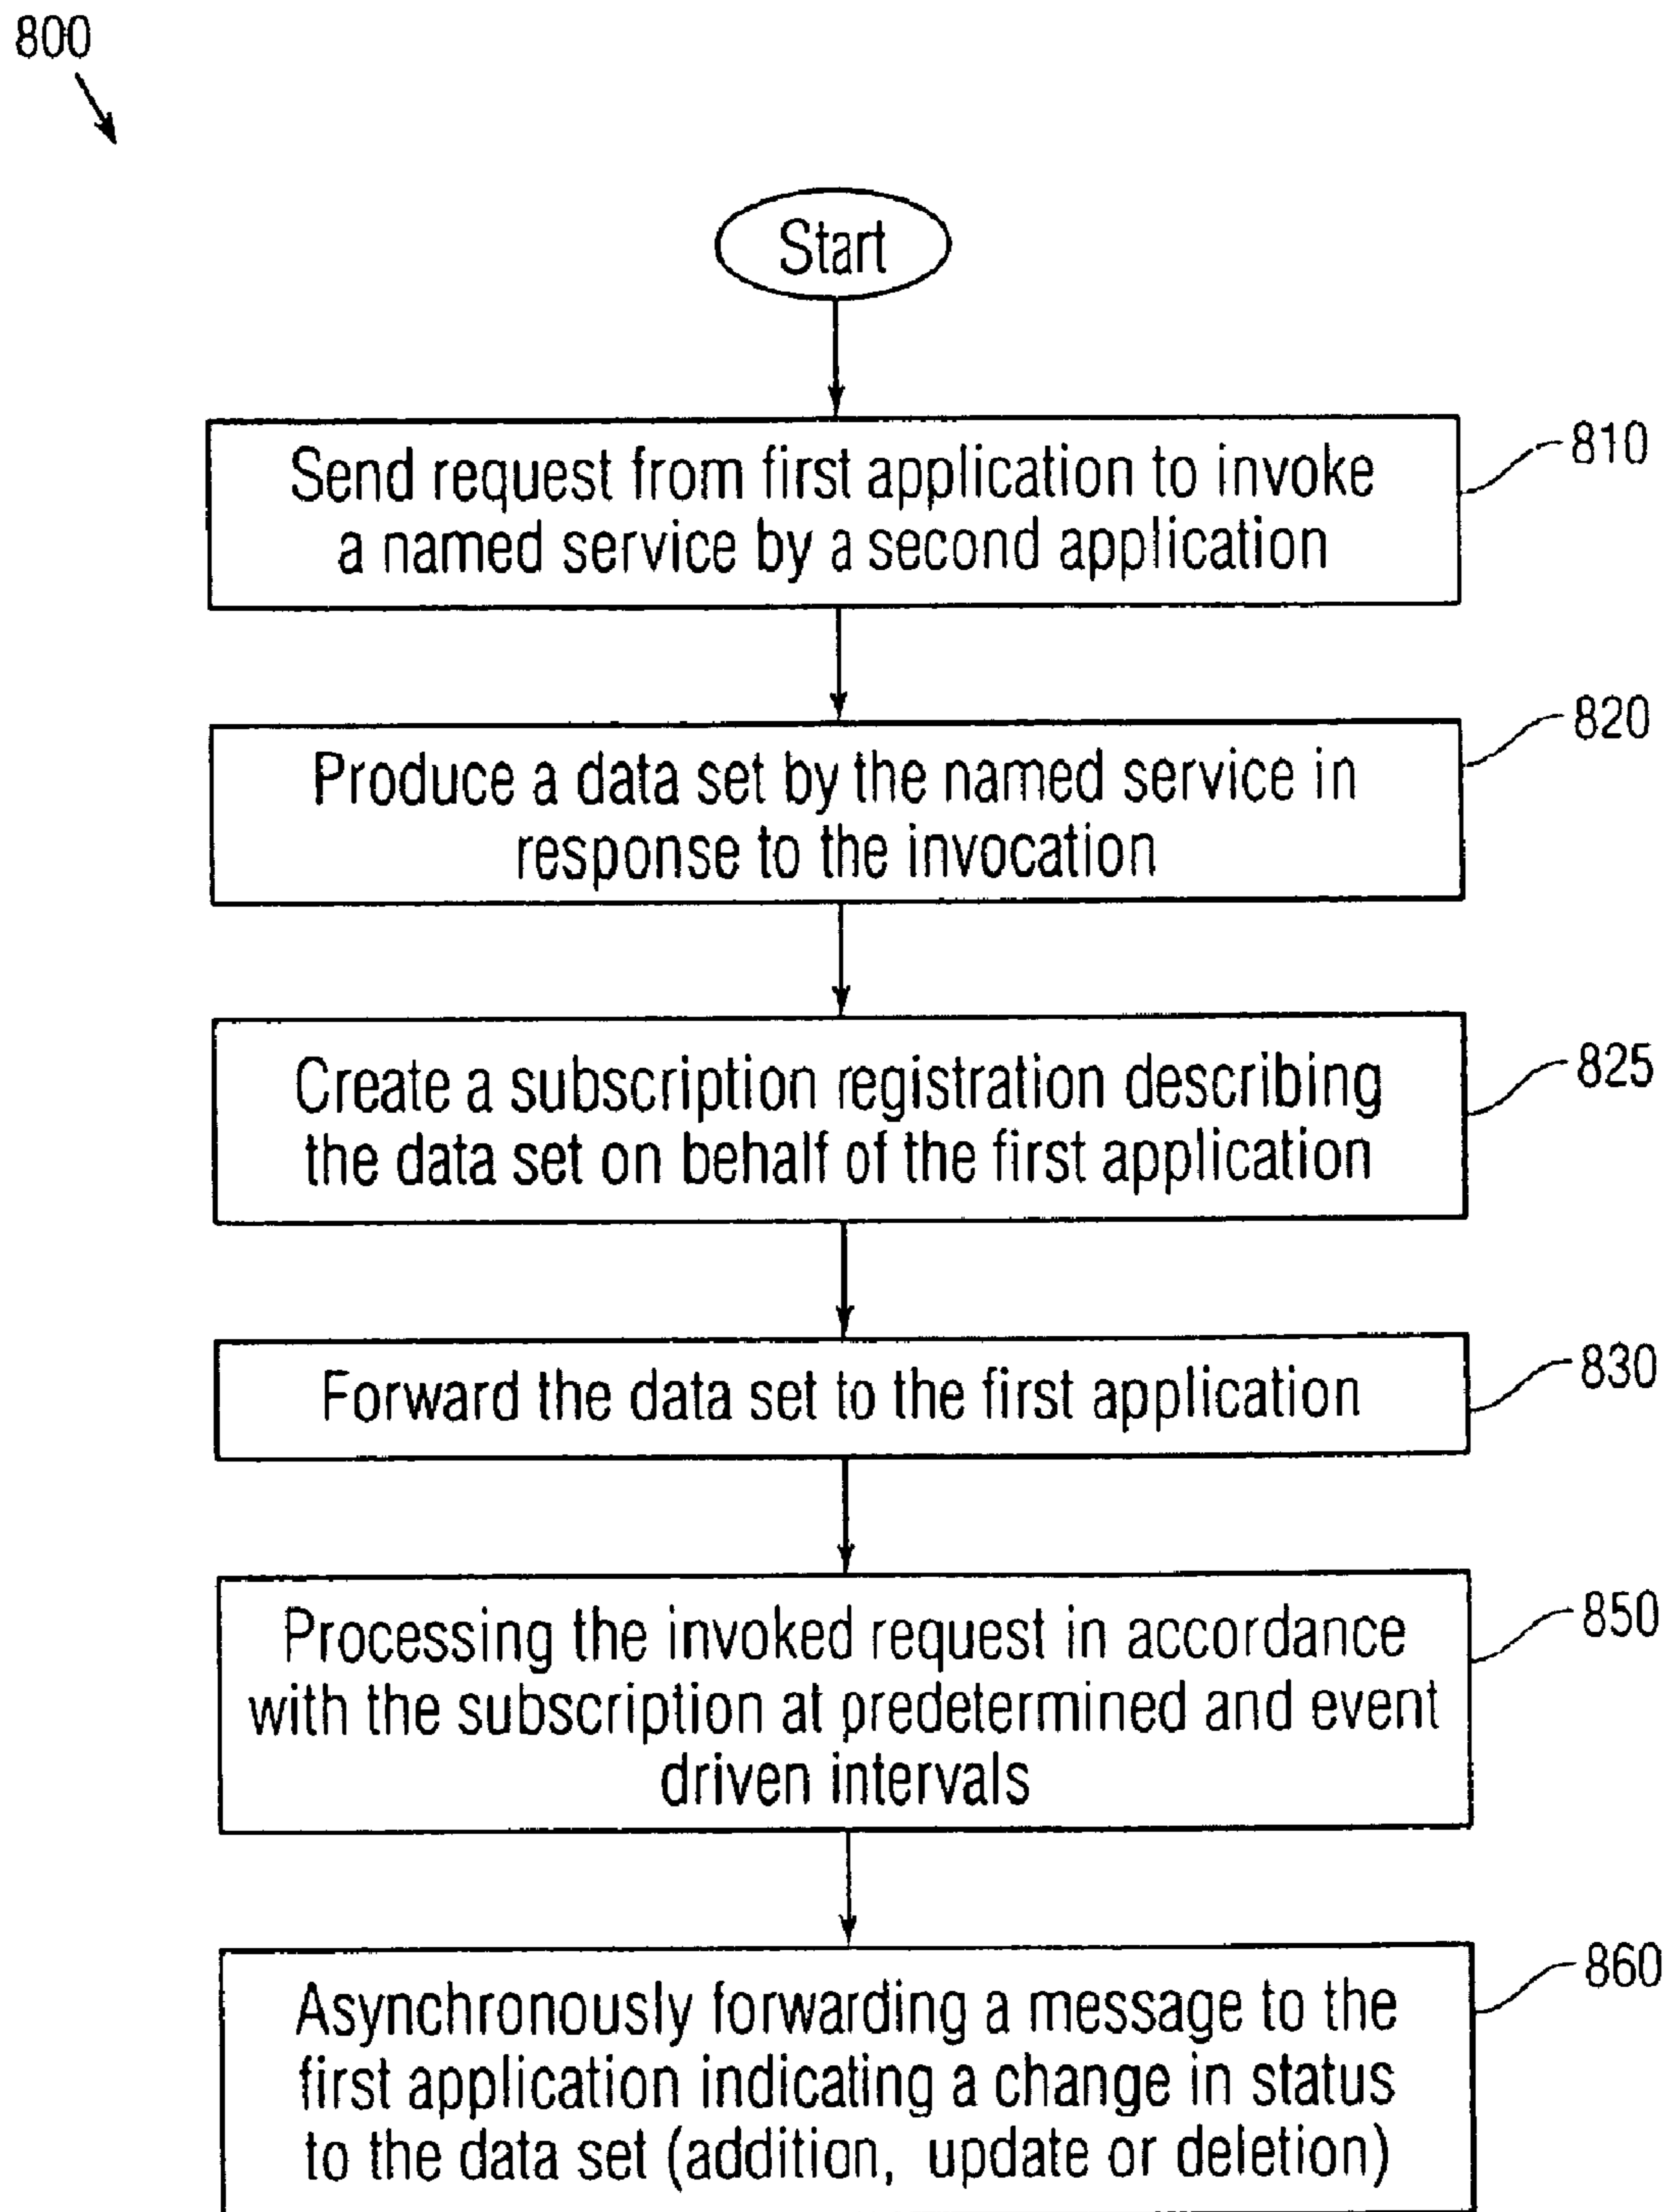 800
Start
Send request from first application to invoke
a named service by a second application
810
Produce a data set by the named service in
response to the invocation
820
Create a subscription registration describing
the data set on behalf of the first application
825
Forward the data set to the first application
830
Processing the invoked request in accordance
with the subscription at predetermined and event
driven intervals
850
Asynchronously forwarding a message to the
first application indicating a change in status
to the data set (addition, update or deletion)
860